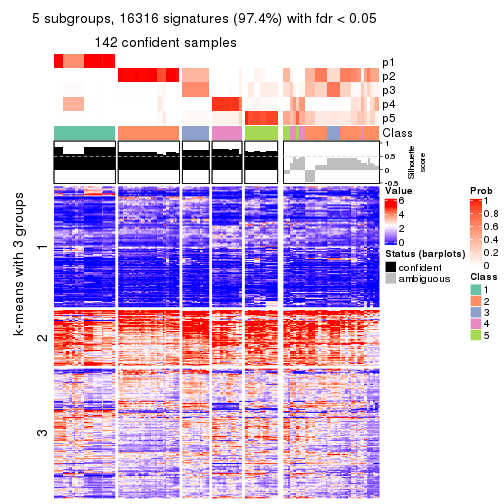 5 subgroups, 16316 signatures (97.4%) with fdr < 0.05
142 confident samples
p1
p2
p3
p4
p5
Class
1
0.5
0
-0.5
Silhouette
score
k-means with 3 groups
1
2
3
Value
6
4
2
0
Status (barplots)
confident
ambiguous
Prob
1
0.8
0.6
0.4
0.2
0
Class
1
2
3
4
5